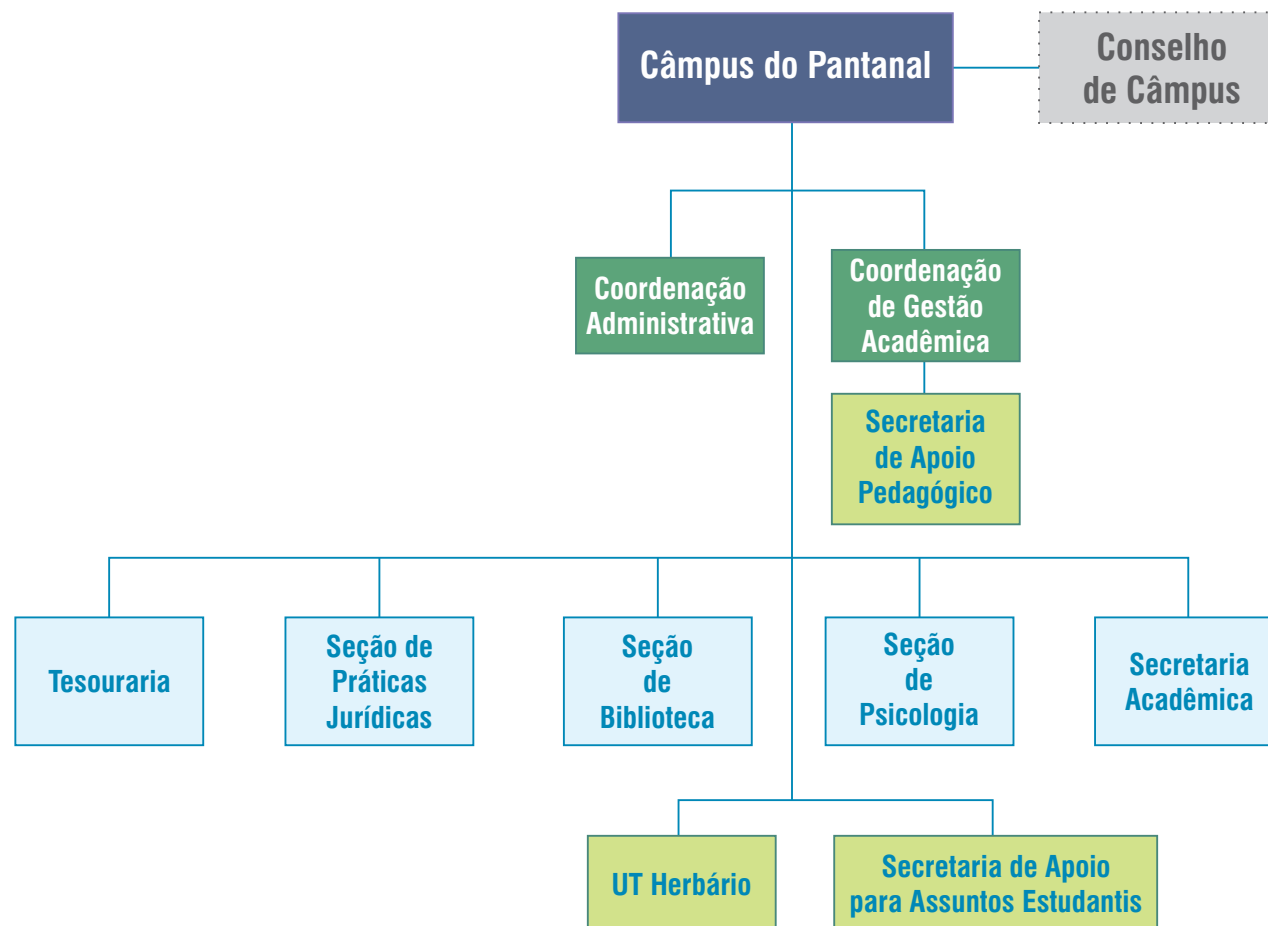 Câmpus do Pantanal
Conselho
de Câmpus
Coordenação
Administrativa
Coordenação
de Gestão
Acadêmica
Secretaria
de Apoio
Pedagógico
Tesouraria
Seção de
Práticas
Jurídicas
Seção
de
Biblioteca
Seção
de
Psicologia
Secretaria
Acadêmica
UT Herbário
Secretaria de Apoio
para Assuntos Estudantis